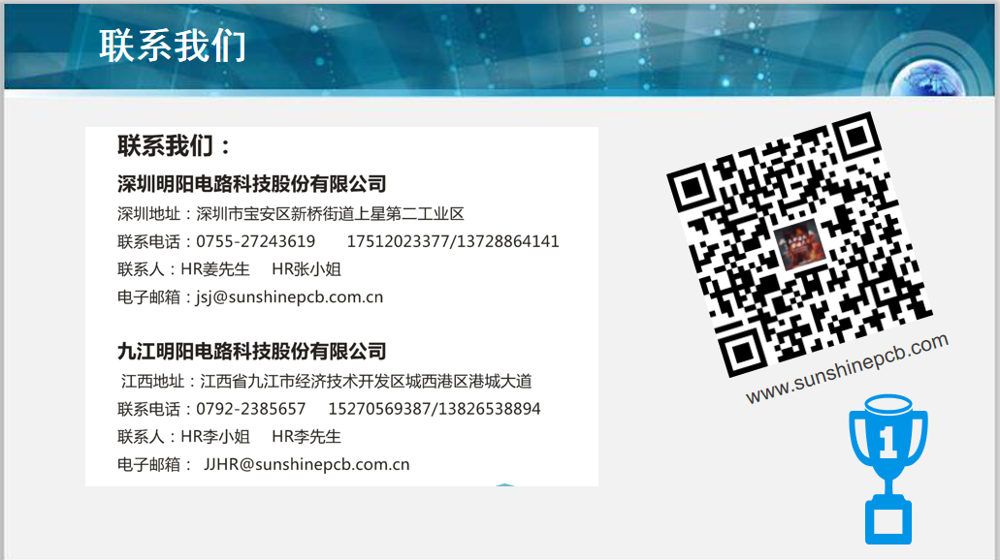 联系我们
联系我们：
深圳明阳电路科技股份有限公司
深圳地址：深圳市宝安区新桥街道上星第二工业区
联系电话：0755-27243619 17512023377/13728864141
联系人：HR姜先生 HR张小姐
电子邮箱：jsj@sunshinepcb.com.cn
九江明阳电路科技股份有限公司
江西地址：江西省九江市经济技术开发区城西港区港城大道
联系电话：0792-2385657 15270569387/13826538894
联系人：HR李小姐 HR李先生
电子邮箱： JJHR@sunshinepcb.com.cn
www.sunshinepcb.com
1